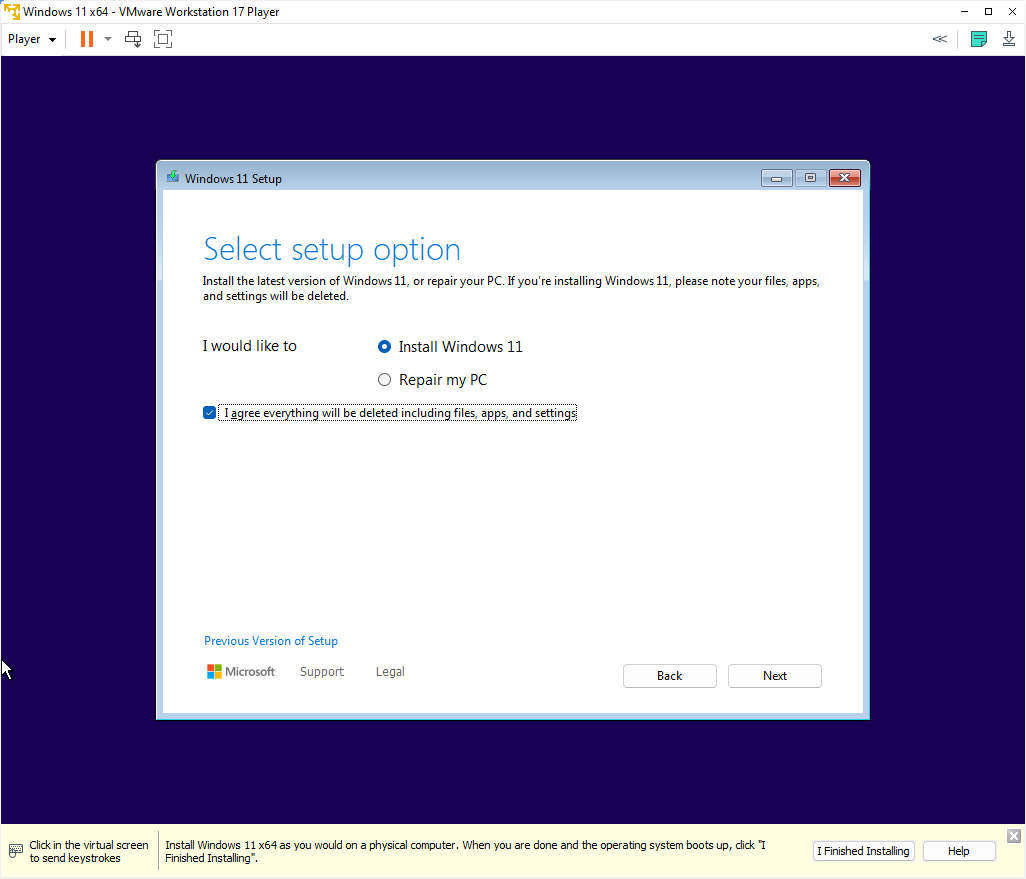 Windows 11 x64 - VMware Workstation 17 Player
Player
Windows 11 Setup
Select setup option
Install the latest version of Windows 11, or repair your PC. If you're installing Windows 11, please note your files, apps,
and settings will be deleted.
I would like to
Install Windows 11
Repair my PC
I agree everything will be deleted including files, apps, and settings
Previous Version of Setup
Microsoft
Support
Legal
Back
Next
Click in the virtual screen
to send keystrokes
Install Windows 11 x64 as you would on a physical computer. When you are done and the operating system boots up, click "I
Finished Installing".
I Finished Installing
Help